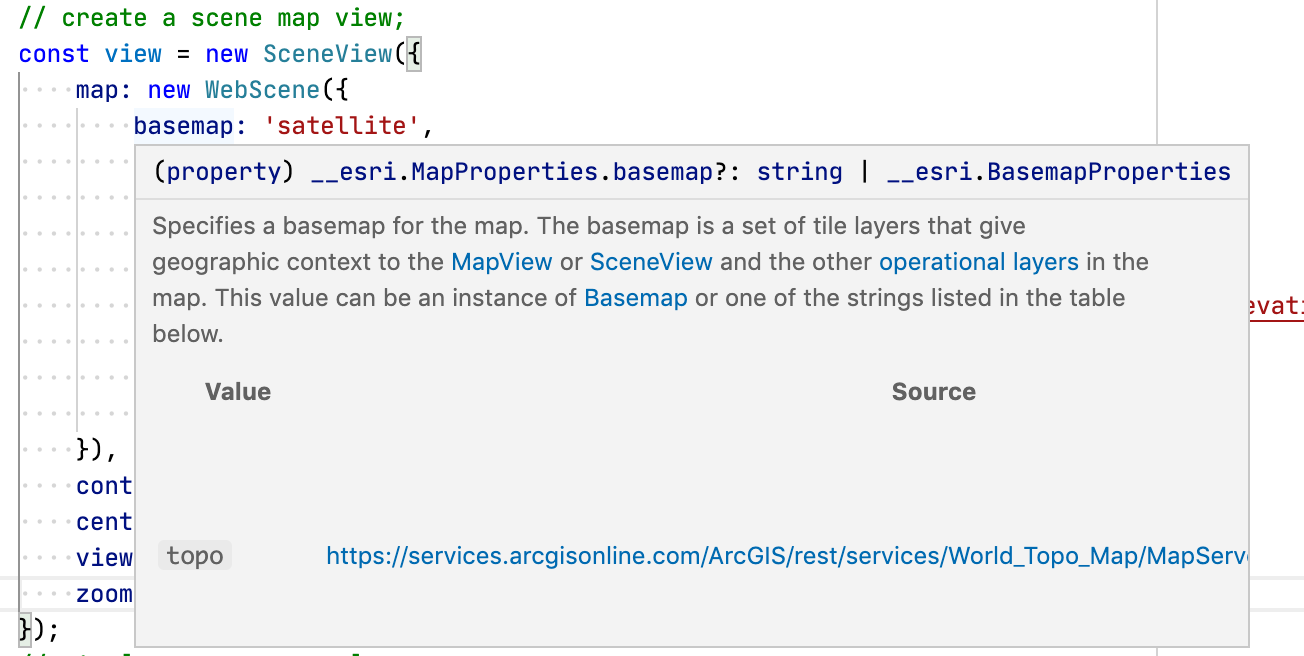 // create a scene map view;
const view = new SceneView({
map: new WebScene({
basemap: 'satellite',
(property) __esri.MapProperties.basemap?: string | __esri.BasemapProperties
Specifies a basemap for the map. The basemap is a set of tile layers that give
geographic context to the MapView or SceneView and the other operational layers in the
map. This value can be an instance of Basemap or one of the strings listed in the table
evati
below.
Value Source
}),
cont
cent
topo https://services.arcgisonline.com/ArcGIS/rest/services/World_Topo_Map/MapServ
view
zoom
});